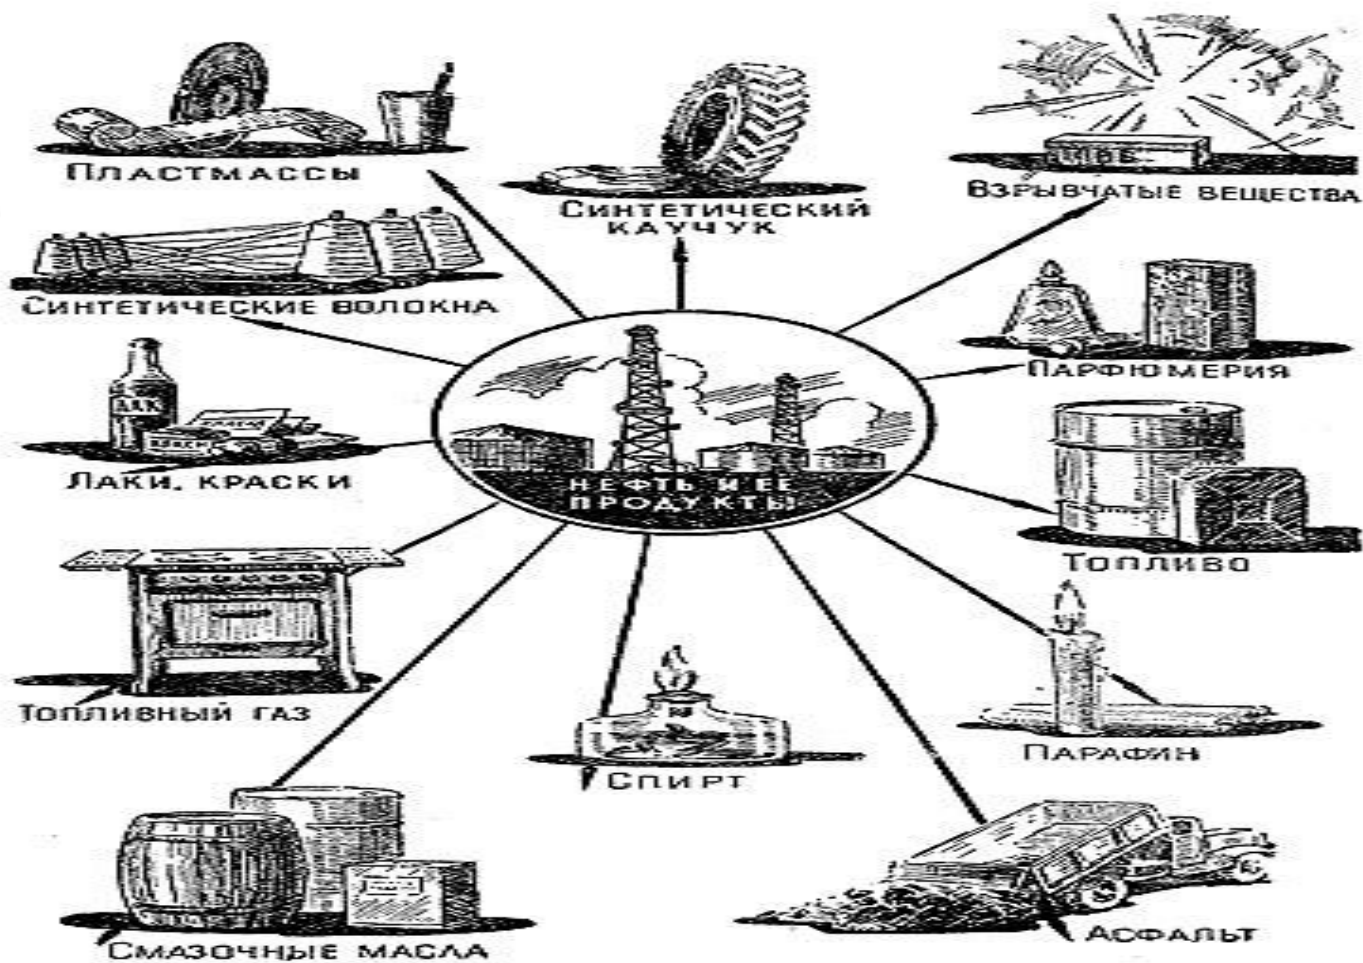 Пластмассы
Синтетический
каучук
Взрывчатые вещества
Синтетические волокна
Парфюмерия
ЛАК
Лаки, краски
Нефть и ее
продукты
Топливо
Топливный газ
Спирт
Парафин
Смазочные масла
Асфальт